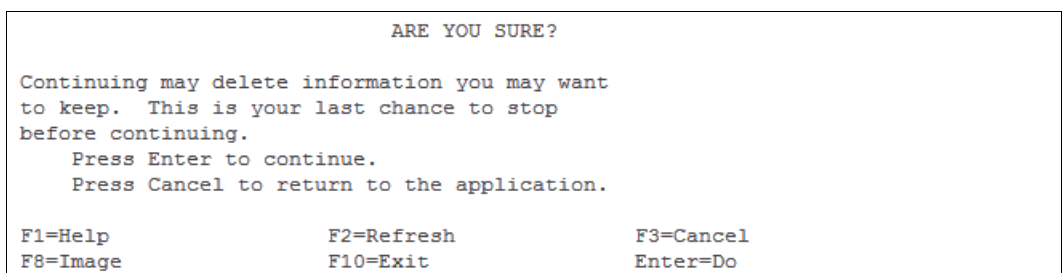 ARE YOU SURE?
Continuing may delete information you may want
to keep.  This is your last chance to stop
before continuing.
Press Enter to continue.
Press Cancel to return to the application.
F1=Help F2=Refresh F3=Cancel
F8=Image F10=Exit Enter=Do